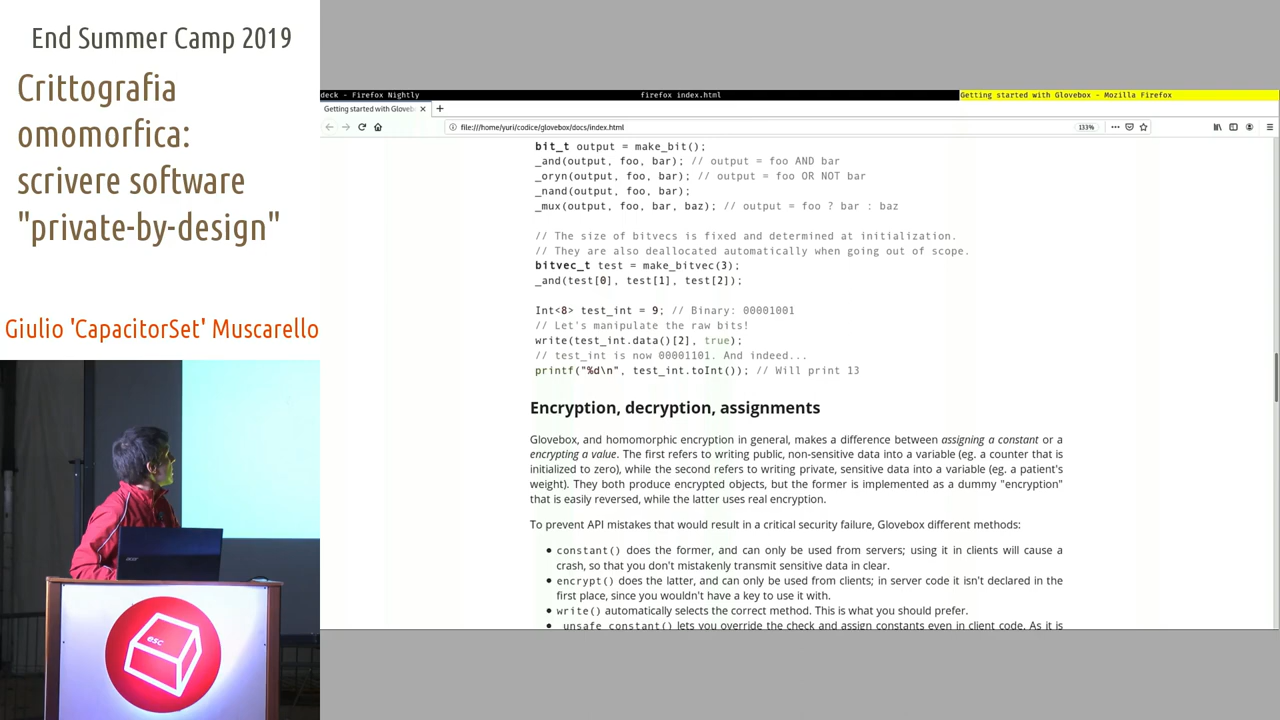 End Summer Camp 2019
Crittografia
omomorfica:
scrivere software
"private-by-design"
Giulio 'CapacitorSet' Muscarello
acer
esc
deck - Firefox Nightly
firefox index.html
Getting started with Glovebox - Mozilla Firefox
Getting started with Glovebo
file:///home/yuri/codice/glovebox/docs/index.html
133%
bit_t output = make_bit();
_and(output, foo, bar); // output = foo AND bar
_oryn(output, foo, bar); // output = foo OR NOT bar
_nand(output, foo, bar);
_mux(output, foo, bar, baz); // output = foo ? bar : baz
// The size of bitvecs is fixed and determined at initialization.
// They are also deallocated automatically when going out of scope.
bitvec_t test = make_bitvec(3);
_and(test[0], test[1], test[2]);
Int<8> test_int = 9; // Binary: 00001001
// Let's manipulate the raw bits!
write(test_int.data()[2], true);
// test_int is now 00001101. And indeed...
printf("%d\n", test_int.toInt()); // Will print 13
Encryption, decryption, assignments
Glovebox, and homomorphic encryption in general, makes a difference between assigning a constant or a
encrypting a value. The first refers to writing public, non-sensitive data into a variable (eg. a counter that is
initialized to zero), while the second refers to writing private, sensitive data into a variable (eg. a patient's
weight). They both produce encrypted objects, but the former is implemented as a dummy "encryption"
that is easily reversed, while the latter uses real encryption.
To prevent API mistakes that would result in a critical security failure, Glovebox different methods:
• constant() does the former, and can only be used from servers; using it in clients will cause a
crash, so that you don't mistakenly transmit sensitive data in clear.
• encrypt() does the latter, and can only be used from clients; in server code it isn't declared in the
first place, since you wouldn't have a key to use it with.
• write() automatically selects the correct method. This is what you should prefer.
• _unsafe_constant() lets you override the check and assign constants even in client code. As it is